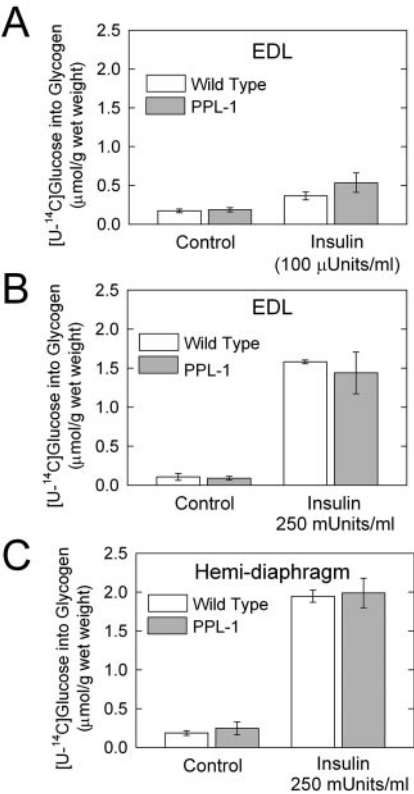 A
[U-¹⁴C]Glucose into Glycogen
(μmol/g wet weight)
2.5
2.0
1.5
1.0
0.5
0.0
EDL
Wild Type
PPL-1
Control
Insulin
(100 μUnits/ml)
B
[U-¹⁴C]Glucose into Glycogen
(μmol/g wet weight)
2.5
2.0
1.5
1.0
0.5
0.0
EDL
Wild Type
PPL-1
Control
Insulin
250 mUnits/ml
C
[U-¹⁴C]Glucose into Glycogen
(μmol/g wet weight)
2.5
2.0
1.5
1.0
0.5
0.0
Hemi-diaphragm
Wild Type
PPL-1
Control
Insulin
250 mUnits/ml